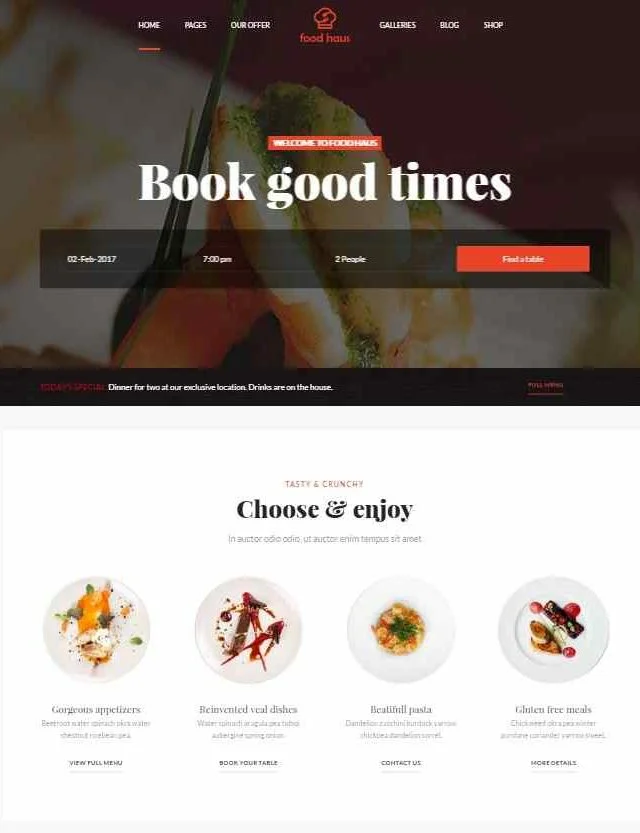 HOME PAGES OUR OFFER food haus GALLERIES BLOG SHOP
WELCOME TO FOOD HAUS
Book good times
02-Feb-2017 7:00 pm 2 People Find a table
TODAY'S SPECIAL Dinner for two at our exclusive location. Drinks are on the house. FULL MENU
TASTY & CRUNCHY
Choose & enjoy
In auctor odio odio, ut auctor enim tempus sit amet
Gorgeous appetizers
Beetroot water spinach okra water
chestnut ricebean pea.
VIEW FULL MENU
Reinvented veal dishes
Water spinach arugula pea
aubergine spring onion.
BOOK YOUR TABLE
Beatifull pasta
Dandelion zucchini burdock yarrow
chickpea dandelion sorrel.
CONTACT US
Gluten free meals
Chickweed okra pea winter
purslane coriander yarrow sweet.
MORE DETAILS